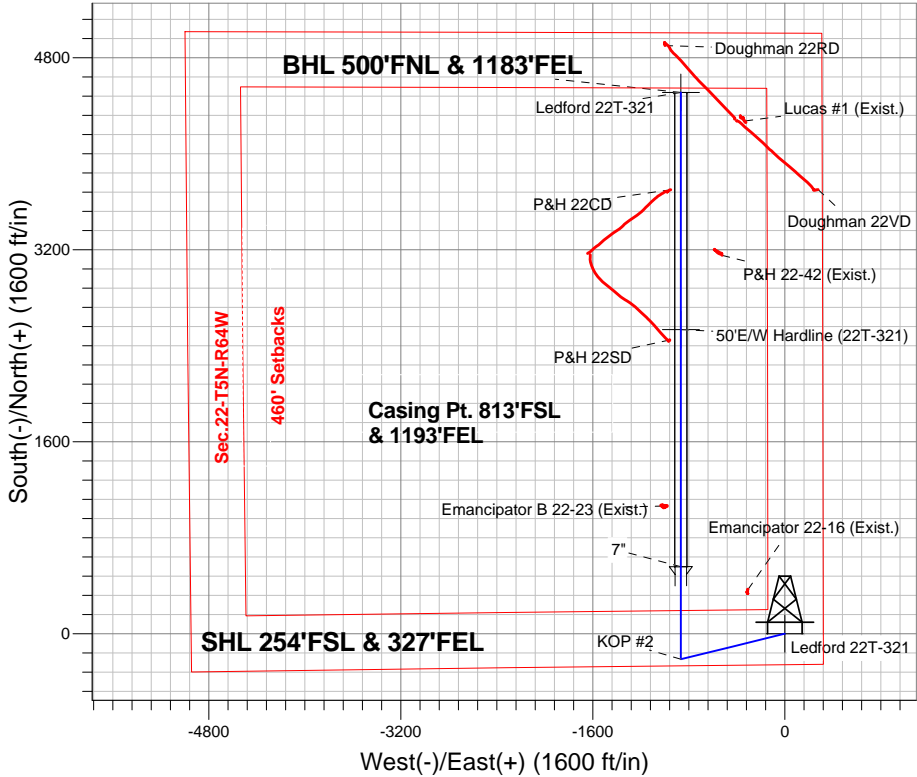 Doughman 22RD
4800
BHL 500'FNL & 1183'FEL
Ledford 22T-321
Lucas #1 (Exist.)
P&H 22CD
Doughman 22VD
3200
P&H 22-42 (Exist.)
50'E/W Hardline (22T-321)
P&H 22SD
Sec.22-T5N-R64W
460' Setbacks
Casing Pt. 813'FSL
& 1193'FEL
South(-)/North(+) (1600 ft/in)
1600
Emancipator B 22-23 (Exist.)
Emancipator 22-16 (Exist.)
7"
0
SHL 254'FSL & 327'FEL
KOP #2
Ledford 22T-321
-4800
-3200
-1600
0
West(-)/East(+) (1600 ft/in)